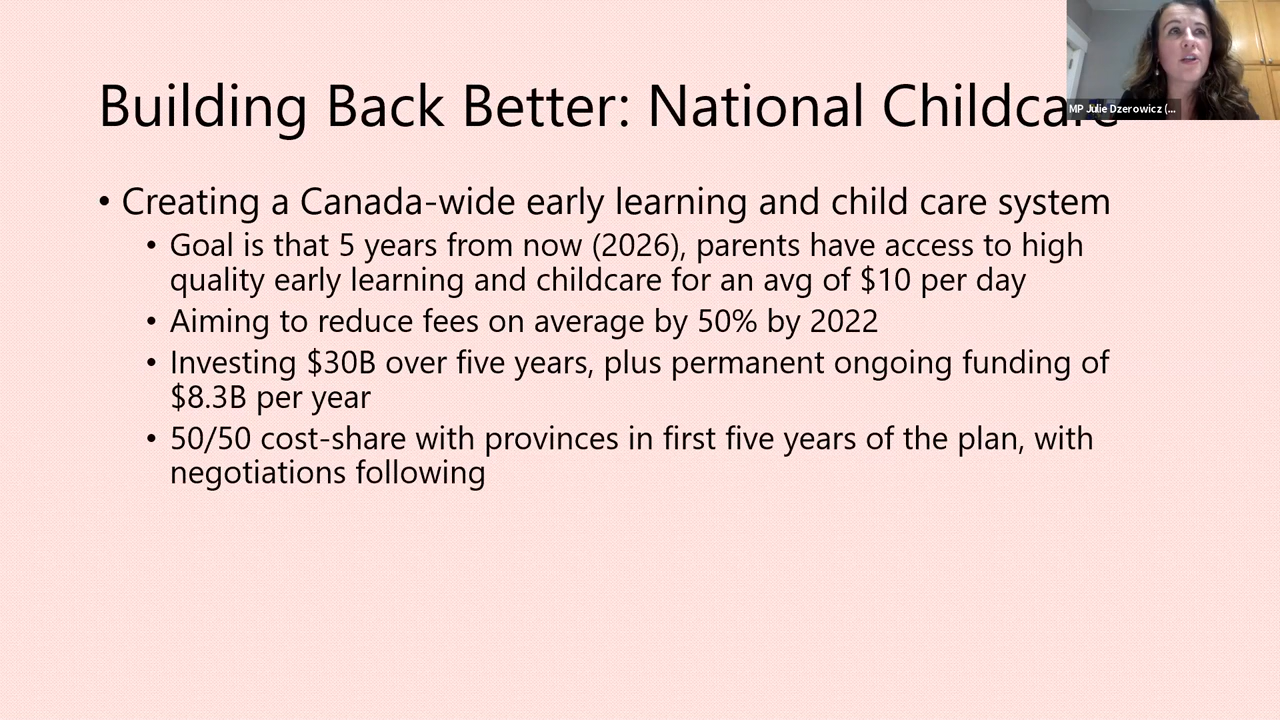 Building Back Better: National Childcare
MP Julie Dzerowicz (...
• Creating a Canada-wide early learning and child care system
• Goal is that 5 years from now (2026), parents have access to high
quality early learning and childcare for an avg of $10 per day
• Aiming to reduce fees on average by 50% by 2022
• Investing $30B over five years, plus permanent ongoing funding of
$8.3B per year
• 50/50 cost-share with provinces in first five years of the plan, with
negotiations following